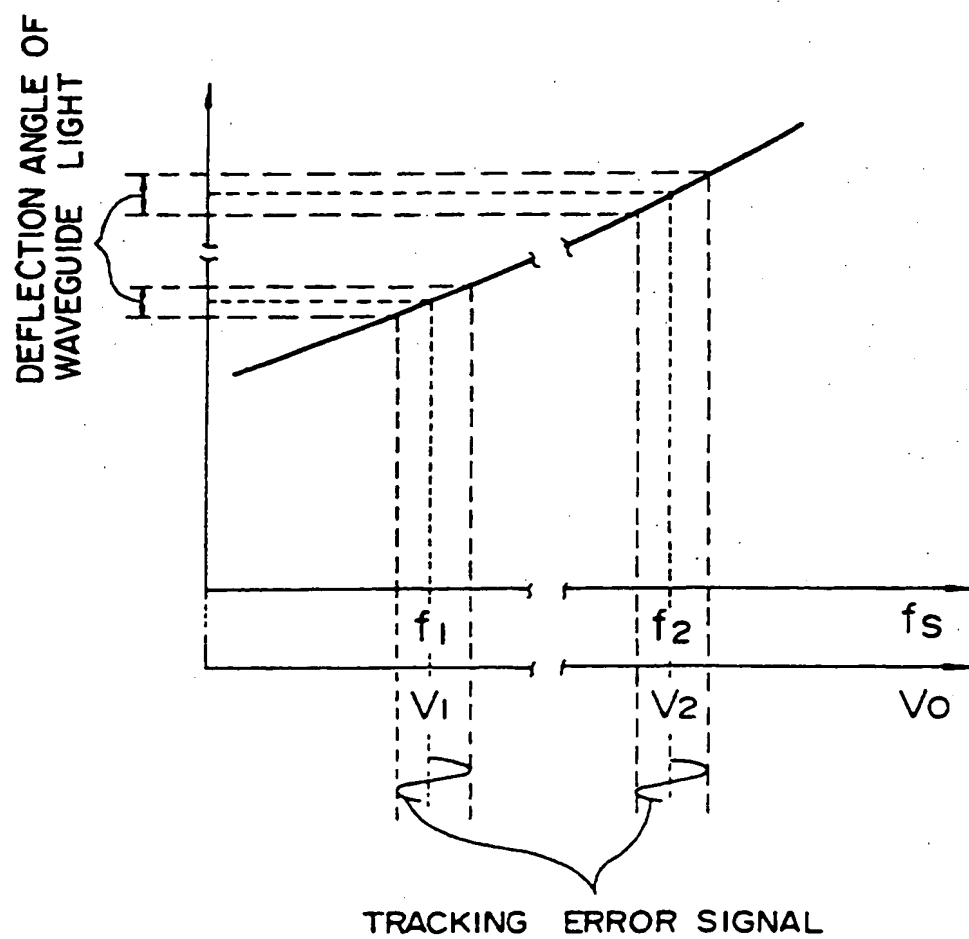 DEFLECTION ANGLE OF
WAVEGUIDE LIGHT
f1
f2
fs
V1
V2
VO
TRACKING ERROR SIGNAL